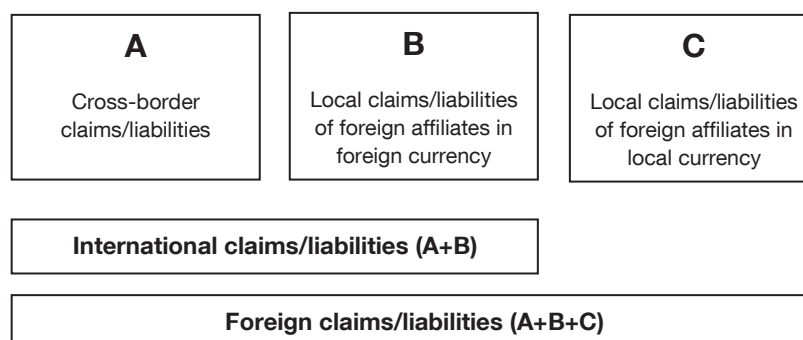 A
Cross-border
claims/liabilities
B
Local claims/liabilities
of foreign affiliates in
foreign currency
C
Local claims/liabilities
of foreign affiliates in
local currency
International claims/liabilities (A+B)
Foreign claims/liabilities (A+B+C)